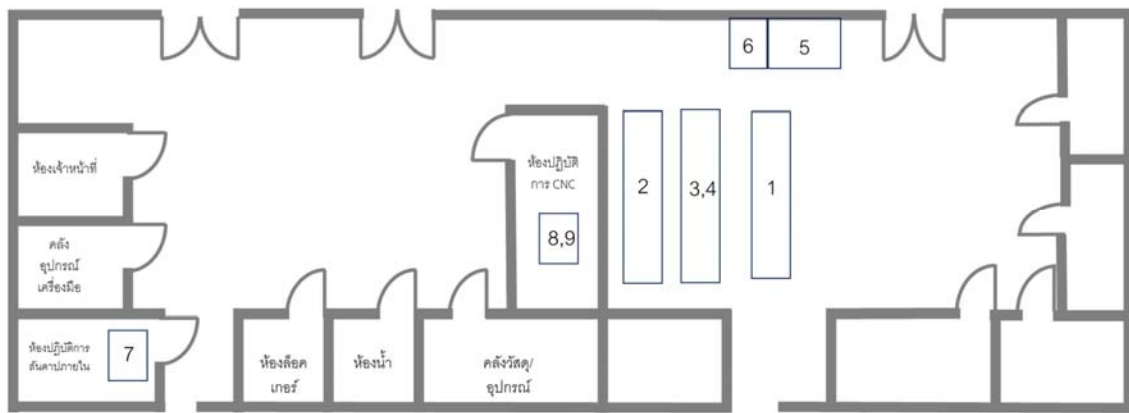 6
5
ห้องเจ้าหน้าที่
ห้องปฏิบัติ
การ CNC
2
3,4
1
คลัง
อุปกรณ์
เครื่องมือ
8,9
ห้องปฏิบัติการ
สันดาปภายใน
7
ห้องล็อค
เกอร์
ห้องน้ำ
คลังวัสดุ/
อุปกรณ์